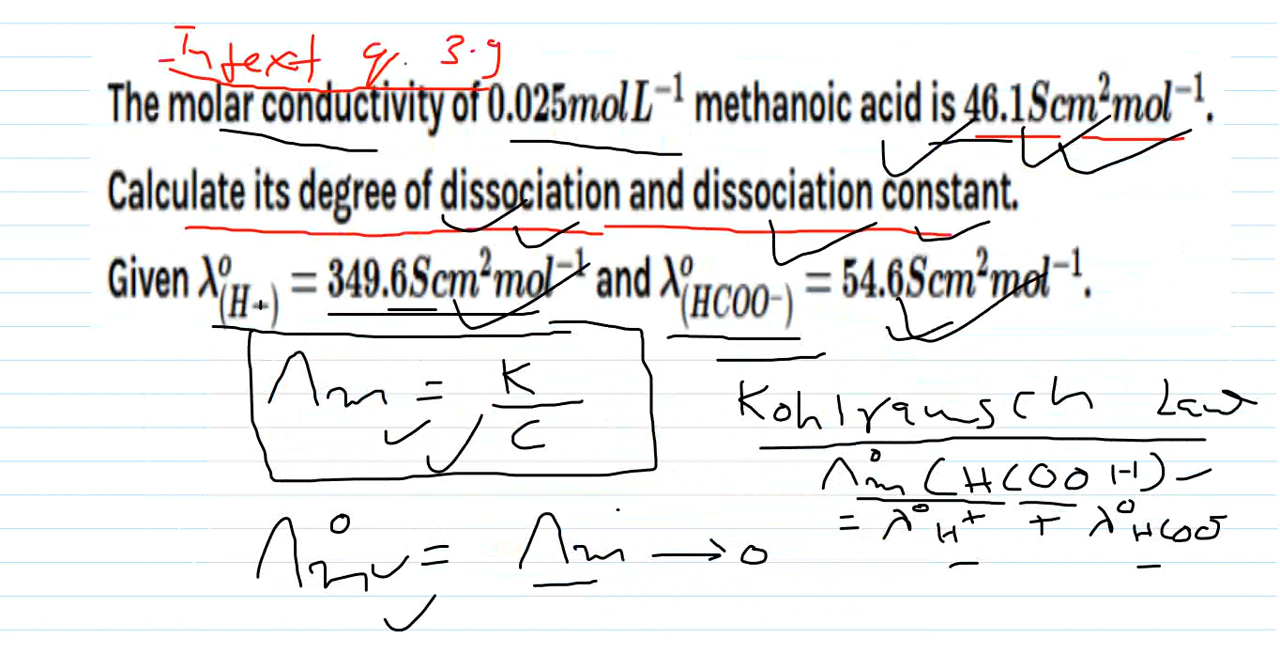 Intext q. 3.9
The molar conductivity of 0.025mol L⁻¹ methanoic acid is 46.1Scm²mol⁻¹.
Calculate its degree of dissociation and dissociation constant.
Given λ°(H+) = 349.6Scm²mol⁻¹ and λ°(HCOO⁻) = 54.6Scm²mol⁻¹.
Λm = K/C
Kohlrausch Law
Λ°m (HCOOH) –
= λ°H⁺ + λ°HCOO⁻
Λ°m = Λm → 0